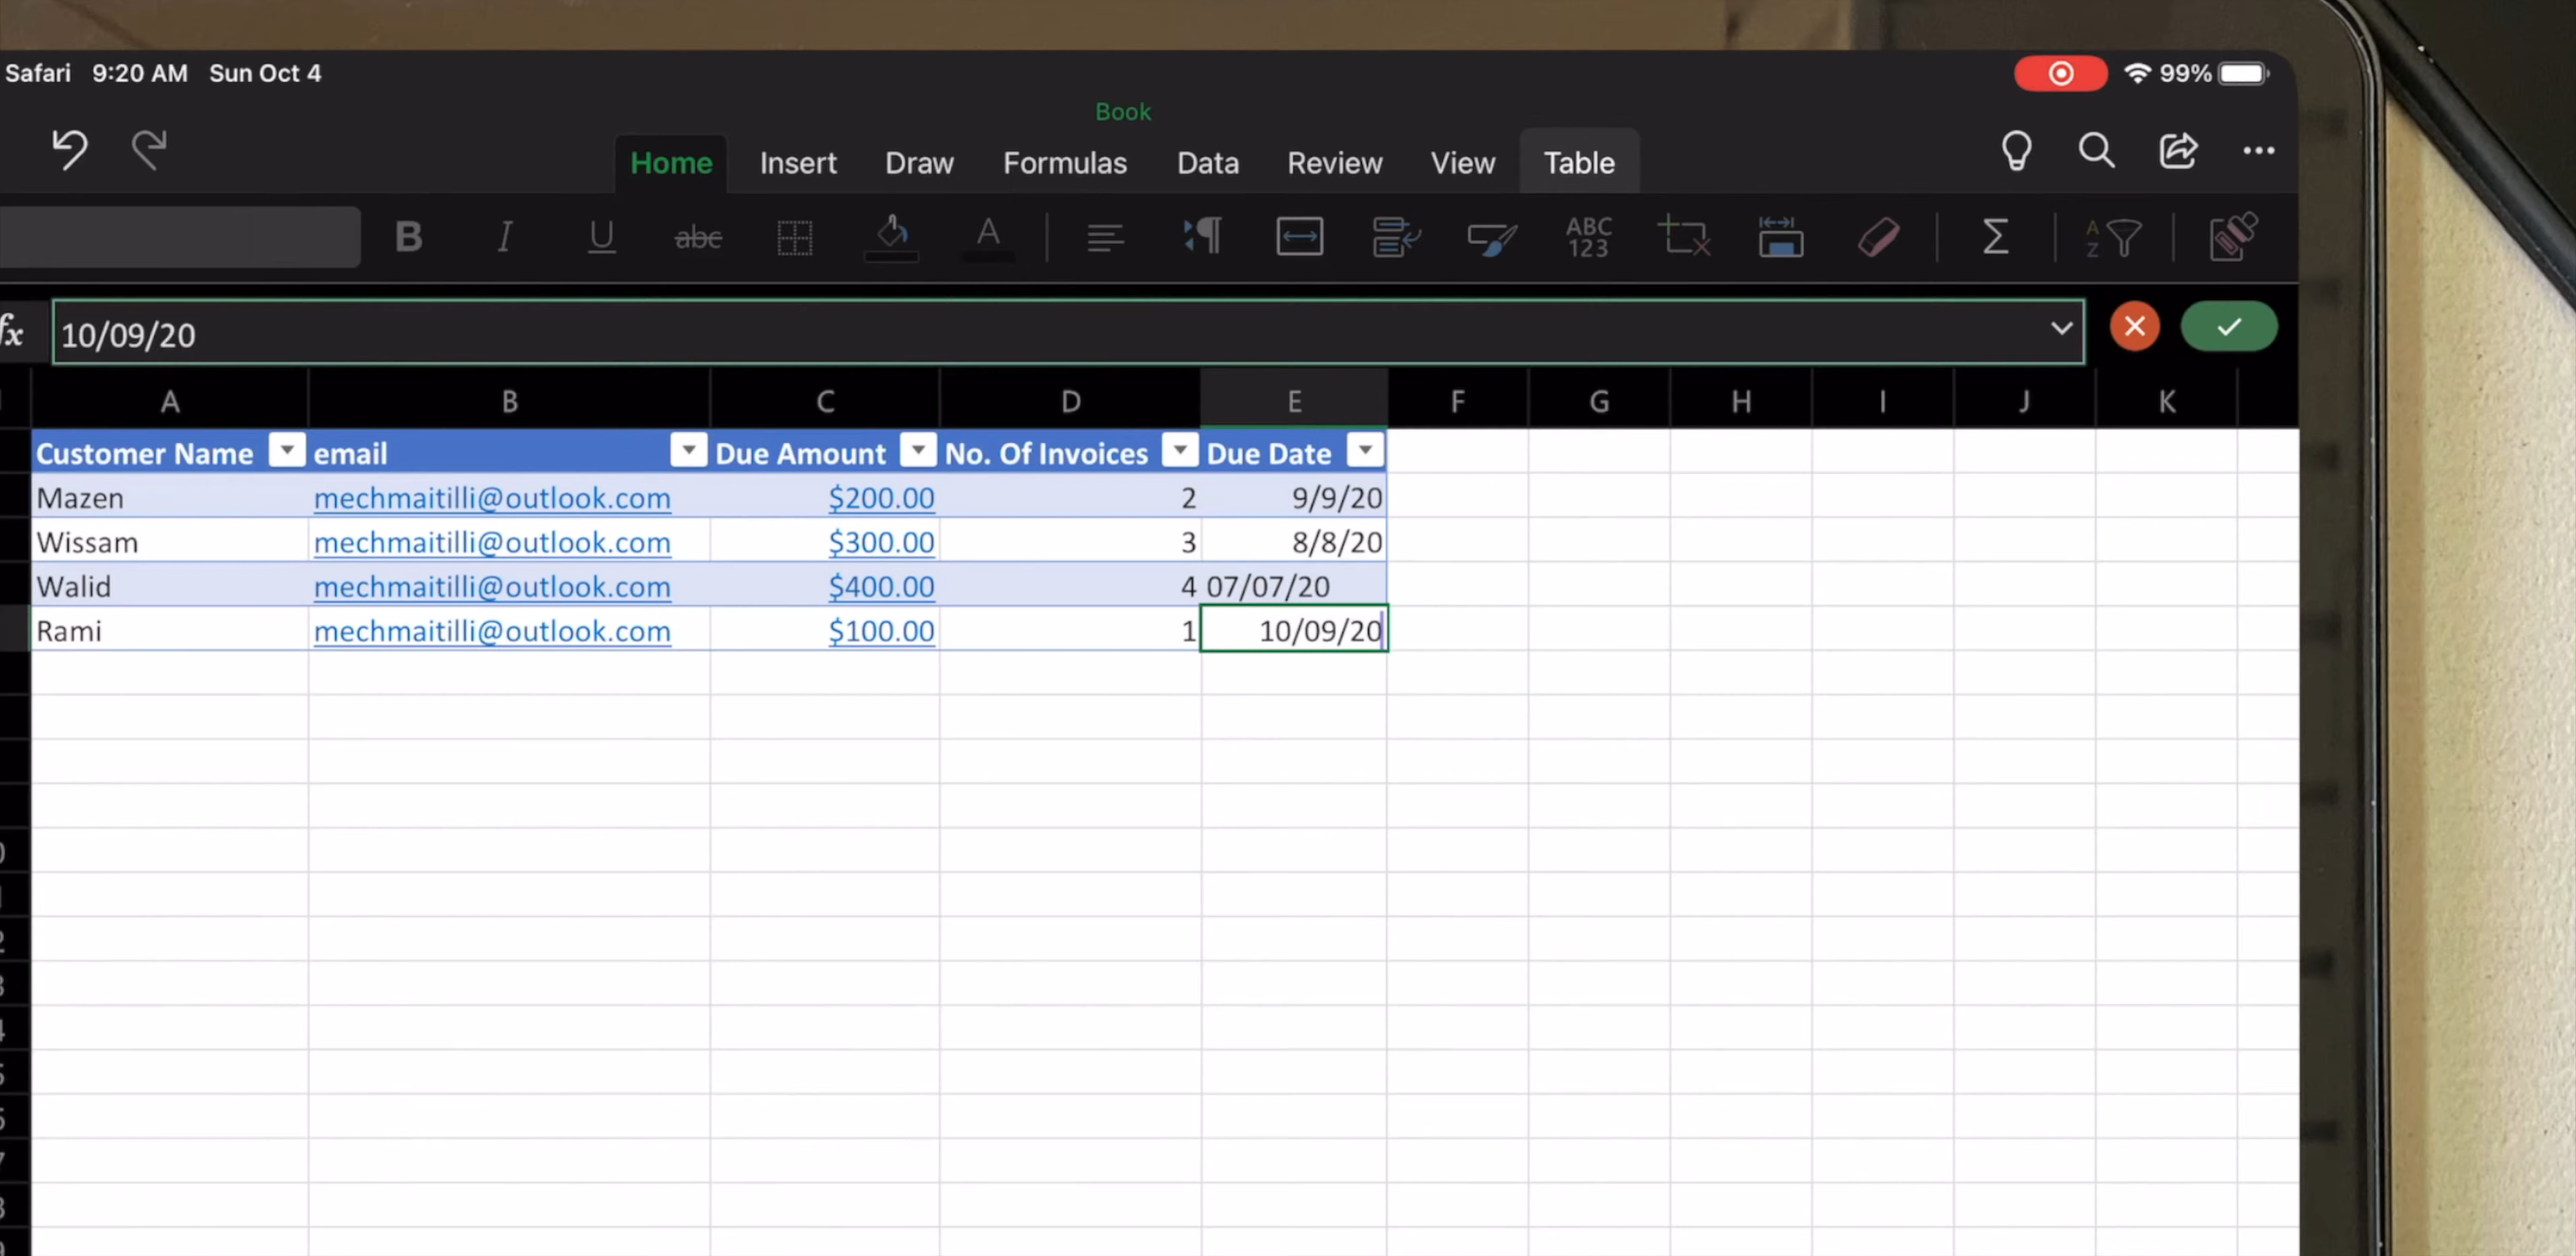 Safari 9:20 AM Sun Oct 4 99%
Book
Home Insert Draw Formulas Data Review View Table
B I U abc A ABC 123 Σ A Z
fx 10/09/20
A B C D E F G H I J K
Customer Name email Due Amount No. Of Invoices Due Date
Mazen mechmaitilli@outlook.com $200.00 2 9/9/20
Wissam mechmaitilli@outlook.com $300.00 3 8/8/20
Walid mechmaitilli@outlook.com $400.00 4 07/07/20
Rami mechmaitilli@outlook.com $100.00 1 10/09/20